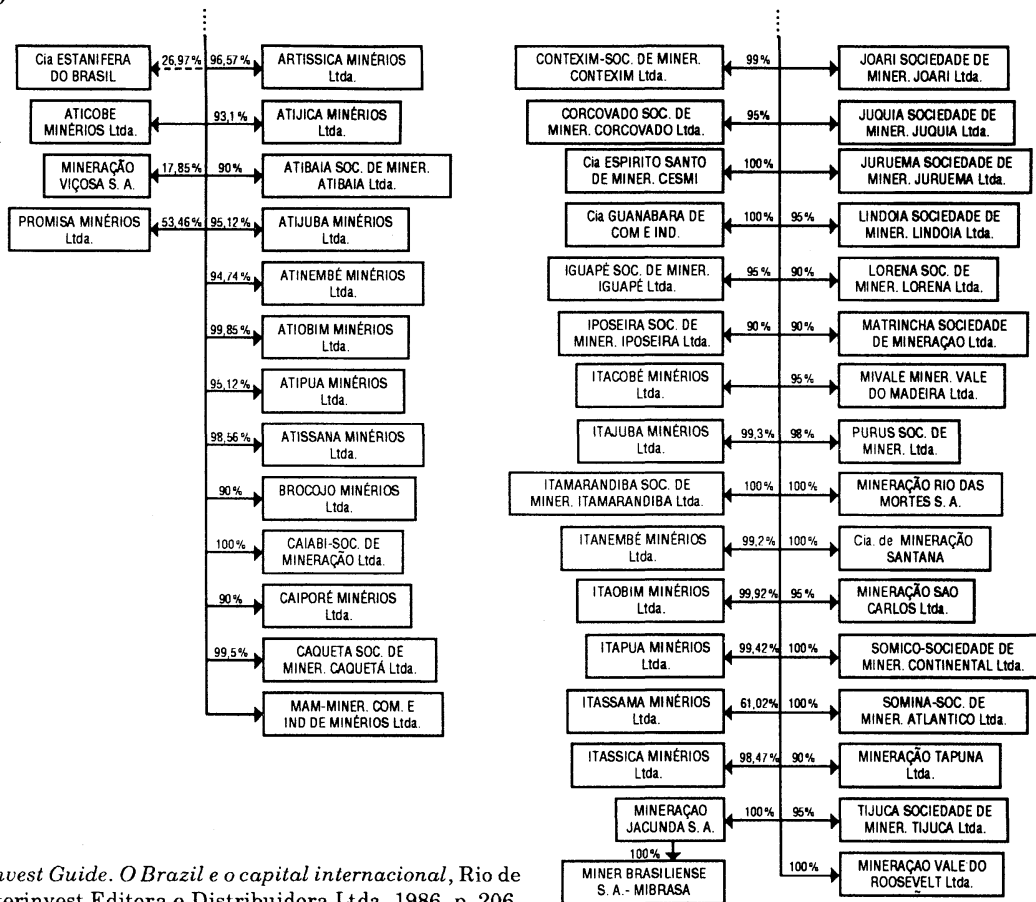 Cia ESTANIFERA
DO BRASIL
26,97%
96,57%
ARTISSICA MINÉRIOS
Ltda.
ATICOBE
MINÉRIOS Ltda.
93,1%
ATIJICA MINÉRIOS
Ltda.
MINERAÇÃO
VIÇOSA S. A.
17,85%
90%
ATIBAIA SOC. DE MINER.
ATIBAIA Ltda.
PROMISA MINÉRIOS
Ltda.
53,46%
95,12%
ATIJUBA MINÉRIOS
Ltda.
94,74%
ATINEMBÉ MINÉRIOS
Ltda.
99,85%
ATIOBIM MINÉRIOS
Ltda.
95,12%
ATIPUA MINÉRIOS
Ltda.
98,56%
ATISSANA MINÉRIOS
Ltda.
90%
BROCOJO MINÉRIOS
Ltda.
100%
CAIABI-SOC. DE
MINERAÇÃO Ltda.
90%
CAIPORÉ MINÉRIOS
Ltda.
99,5%
CAQUETA SOC. DE
MINER. CAQUETÁ Ltda.
MAM-MINER. COM. E
IND DE MINÉRIOS Ltda.
CONTEXIM-SOC. DE MINER.
CONTEXIM Ltda.
99%
JOARI SOCIEDADE DE
MINER. JOARI Ltda.
CORCOVADO SOC. DE
MINER. CORCOVADO Ltda.
95%
JUQUIA SOCIEDADE DE
MINER. JUQUIA Ltda.
Cia ESPIRITO SANTO
DE MINER. CESMI
100%
JURUEMA SOCIEDADE DE
MINER. JURUEMA Ltda.
Cia GUANABARA DE
COM E IND.
100%
95%
LINDOIA SOCIEDADE DE
MINER. LINDOIA Ltda.
IGUAPÉ SOC. DE MINER.
IGUAPÉ Ltda.
95%
90%
LORENA SOC. DE
MINER. LORENA Ltda.
IPOSEIRA SOC. DE
MINER. IPOSEIRA Ltda.
90%
90%
MATRINCHA SOCIEDADE
DE MINERAÇAO Ltda.
ITACOBÉ MINÉRIOS
Ltda.
95%
MIVALE MINER. VALE
DO MADEIRA Ltda.
ITAJUBA MINÉRIOS
Ltda.
99,3%
98%
PURUS SOC. DE
MINER. Ltda.
ITAMARANDIBA SOC. DE
MINER. ITAMARANDIBA Ltda.
100%
100%
MINERAÇÃO RIO DAS
MORTES S. A.
ITANEMBÉ MINÉRIOS
Ltda.
99,2%
100%
Cia. de MINERAÇÃO
SANTANA
ITAOBIM MINÉRIOS
Ltda.
99,92%
95%
MINERAÇÃO SAO
CARLOS Ltda.
ITAPUA MINÉRIOS
Ltda.
99,42%
100%
SOMICO-SOCIEDADE DE
MINER. CONTINENTAL Ltda.
ITASSAMA MINÉRIOS
Ltda.
61,02%
100%
SOMINA-SOC. DE
MINER. ATLANTICO Ltda.
ITASSICA MINÉRIOS
Ltda.
98,47%
90%
MINERAÇÃO TAPUNA
Ltda.
MINERAÇAO
JACUNDA S. A.
100%
95%
TIJUCA SOCIEDADE DE
MINER. TIJUCA Ltda.
100%
MINER BRASILIENSE
S. A.- MIBRASA
100%
MINERAÇAO VALE DO
ROOSEVELT Ltda.
nvest Guide. O Brazil e o capital internacional, Rio de
terinvest Editora e Distribuidora Ltda, 1986, p. 206